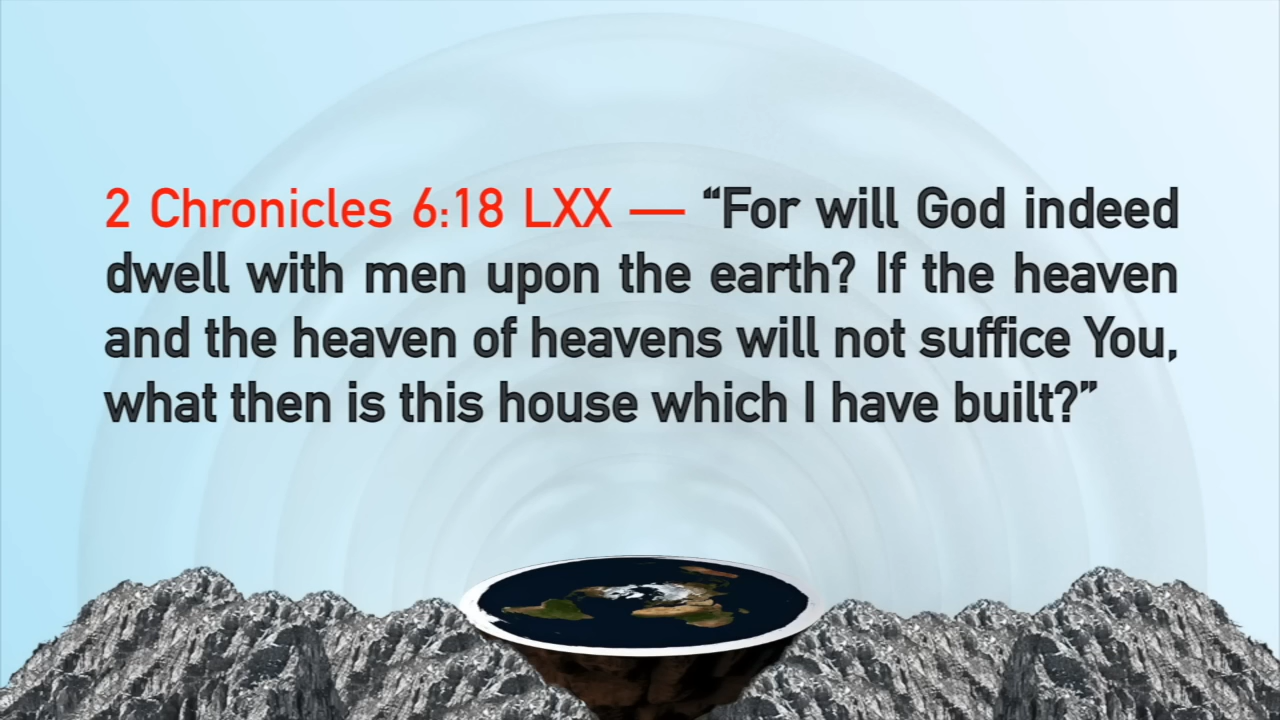 2 Chronicles 6:18 LXX — “For will God indeed
dwell with men upon the earth? If the heaven
and the heaven of heavens will not suffice You,
what then is this house which I have built?”